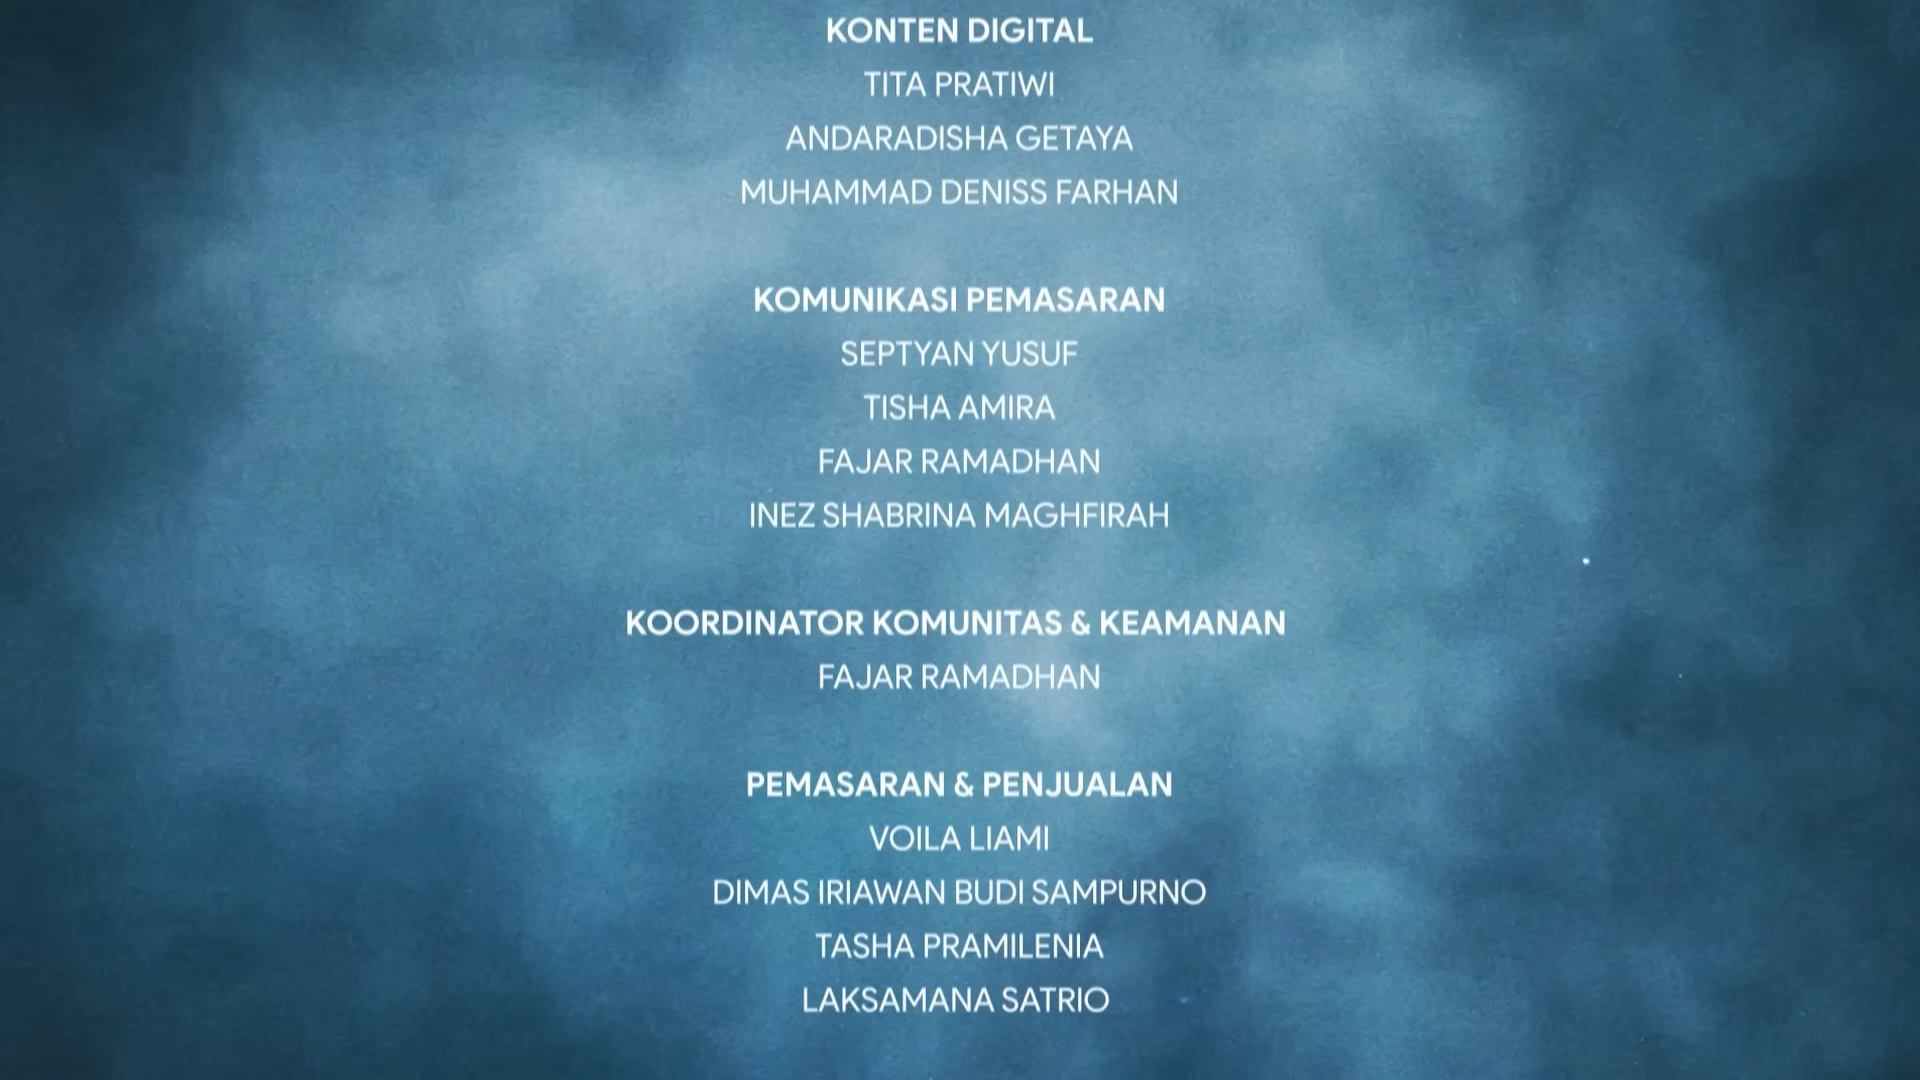 KONTEN DIGITAL
TITA PRATIWI
ANDARADISHA GETAYA
MUHAMMAD DENISS FARHAN
KOMUNIKASI PEMASARAN
SEPTYAN YUSUF
TISHA AMIRA
FAJAR RAMADHAN
INEZ SHABRINA MAGHFIRAH
KOORDINATOR KOMUNITAS & KEAMANAN
FAJAR RAMADHAN
PEMASARAN & PENJUALAN
VOILA LIAMI
DIMAS IRIAWAN BUDI SAMPURNO
TASHA PRAMILENIA
LAKSAMANA SATRIO